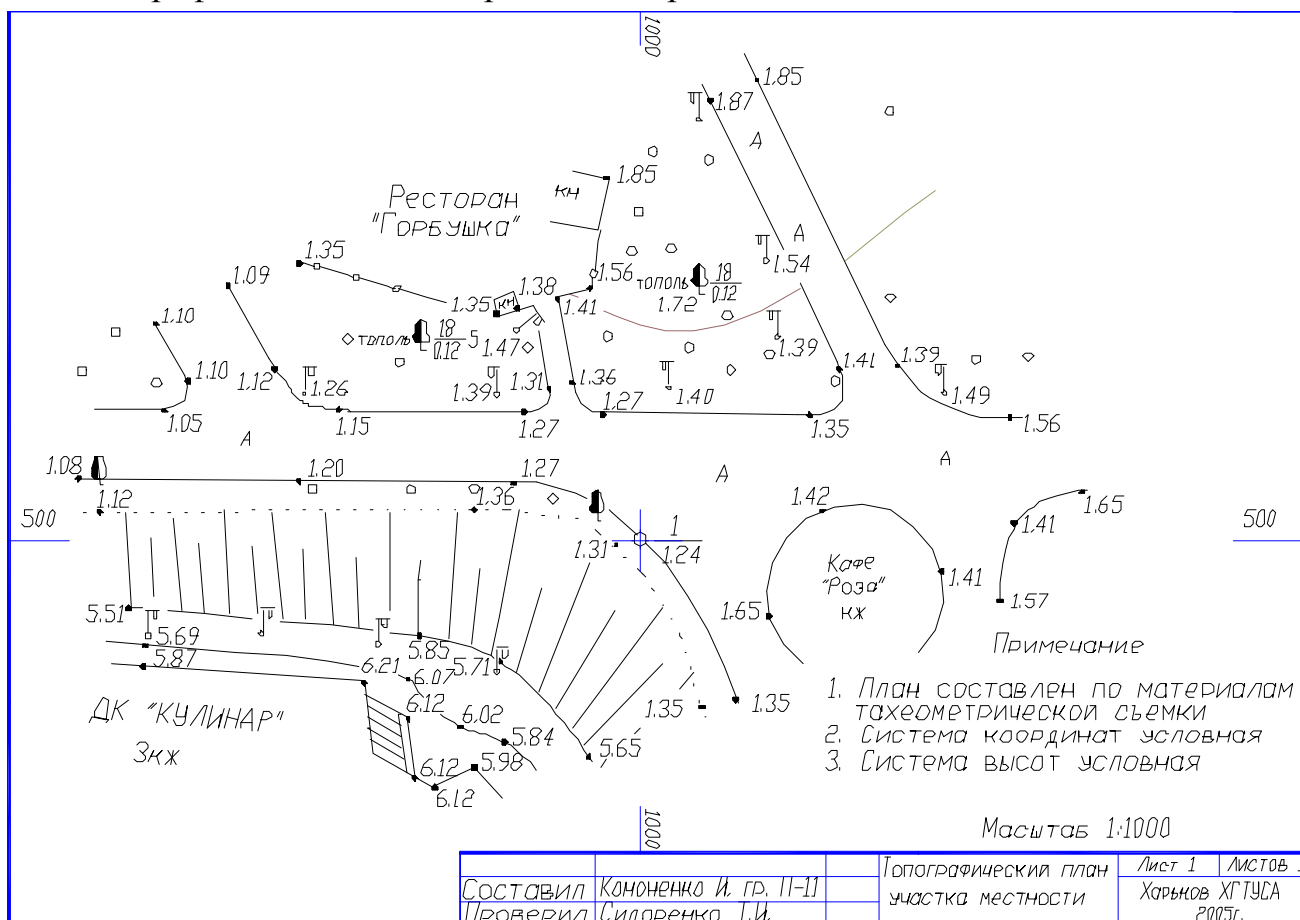 1000
1.85
1.87
А
1.85
кн
Ресторан
"Горбушка"
А
1.35
1.54
1.56
1.09
тополь 18
0.12
1.38
1.72
1.35
кн
1.41
1.10
тополь 18 5
0.12
1.47
1.39
1.41
1.39
1.10
1.12
1.26
1.39
1.31
1.36
1.40
1.49
1.05
1.15
1.27
1.27
1.35
1.56
А
А
А
1.08
1.20
1.27
1.12
1.36
1.42
1.65
500
1
1.31
1.24
1.41
500
Кафе
"Роза"
кж
1.41
1.65
1.57
5.51
5.69
5.85
5.71
5.87
6.21
6.07
Примечание
1. План составлен по материалам
тахеометрической съемки
2. Система координат условная
3. Система высот условная
1.35
1.35
ДК "КУЛИНАР"
3кж
6.12
6.02
5.84
5.65
5.98
6.12
6.12
1000
Масштаб 1:1000
Топографический план
участка местности
Лист 1
Листов
Составил
Кононенко И. гр. П-11
Харьков ХГТУСА
2005г.
Проверил
Сидоренко Т.И.